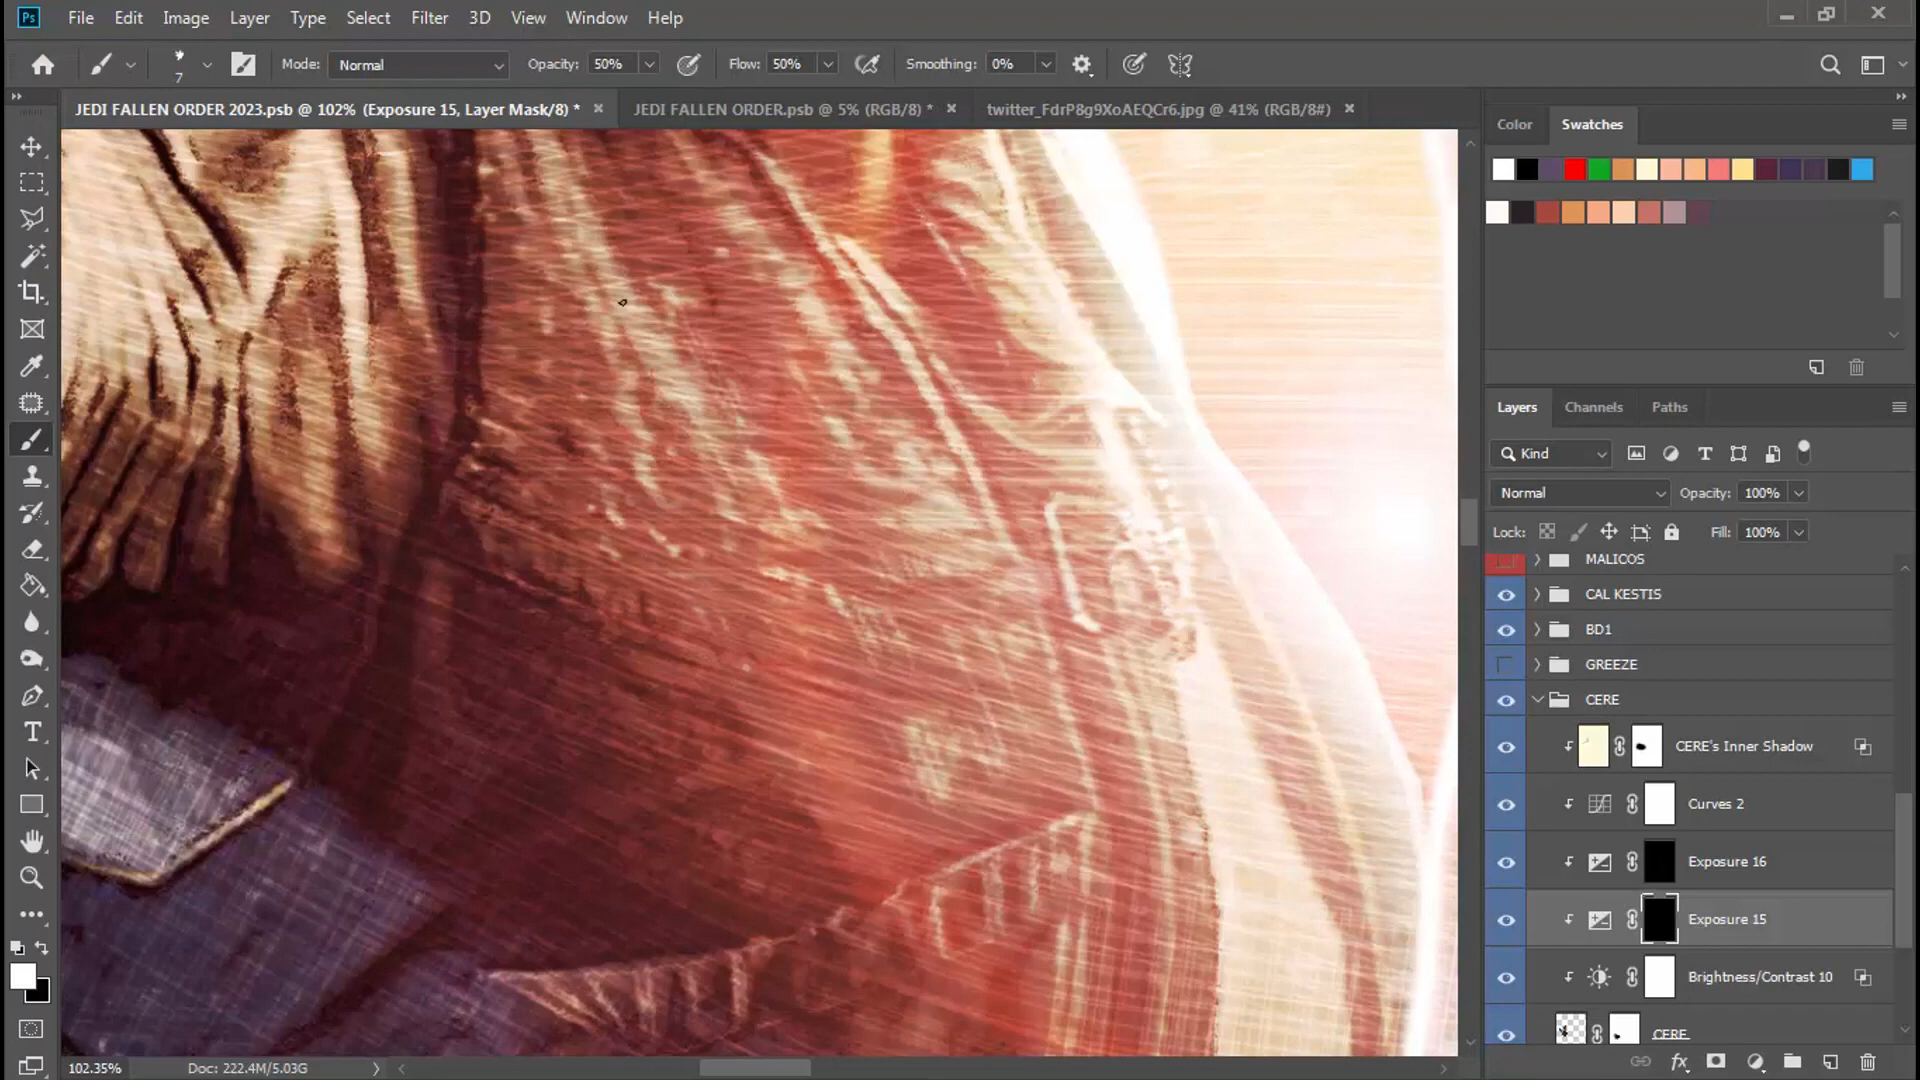 Ps File Edit Image Layer Type Select Filter 3D View Window Help
7 Mode: Normal Opacity: 50% Flow: 50% Smoothing: 0%
JEDI FALLEN ORDER 2023.psb @ 102% (Exposure 15, Layer Mask/8) * × JEDI FALLEN ORDER.psb @ 5% (RGB/8) * × twitter_FdrP8g9XoAEQCr6.jpg @ 41% (RGB/8#) ×
Color Swatches
Layers Channels Paths
Kind
Normal Opacity: 100%
Lock: Fill: 100%
MALICOS
CAL KESTIS
BD1
GREEZE
CERE
CERE's Inner Shadow
Curves 2
Exposure 16
Exposure 15
Brightness/Contrast 10
CERE
102.35% Doc: 222.4M/5.03G